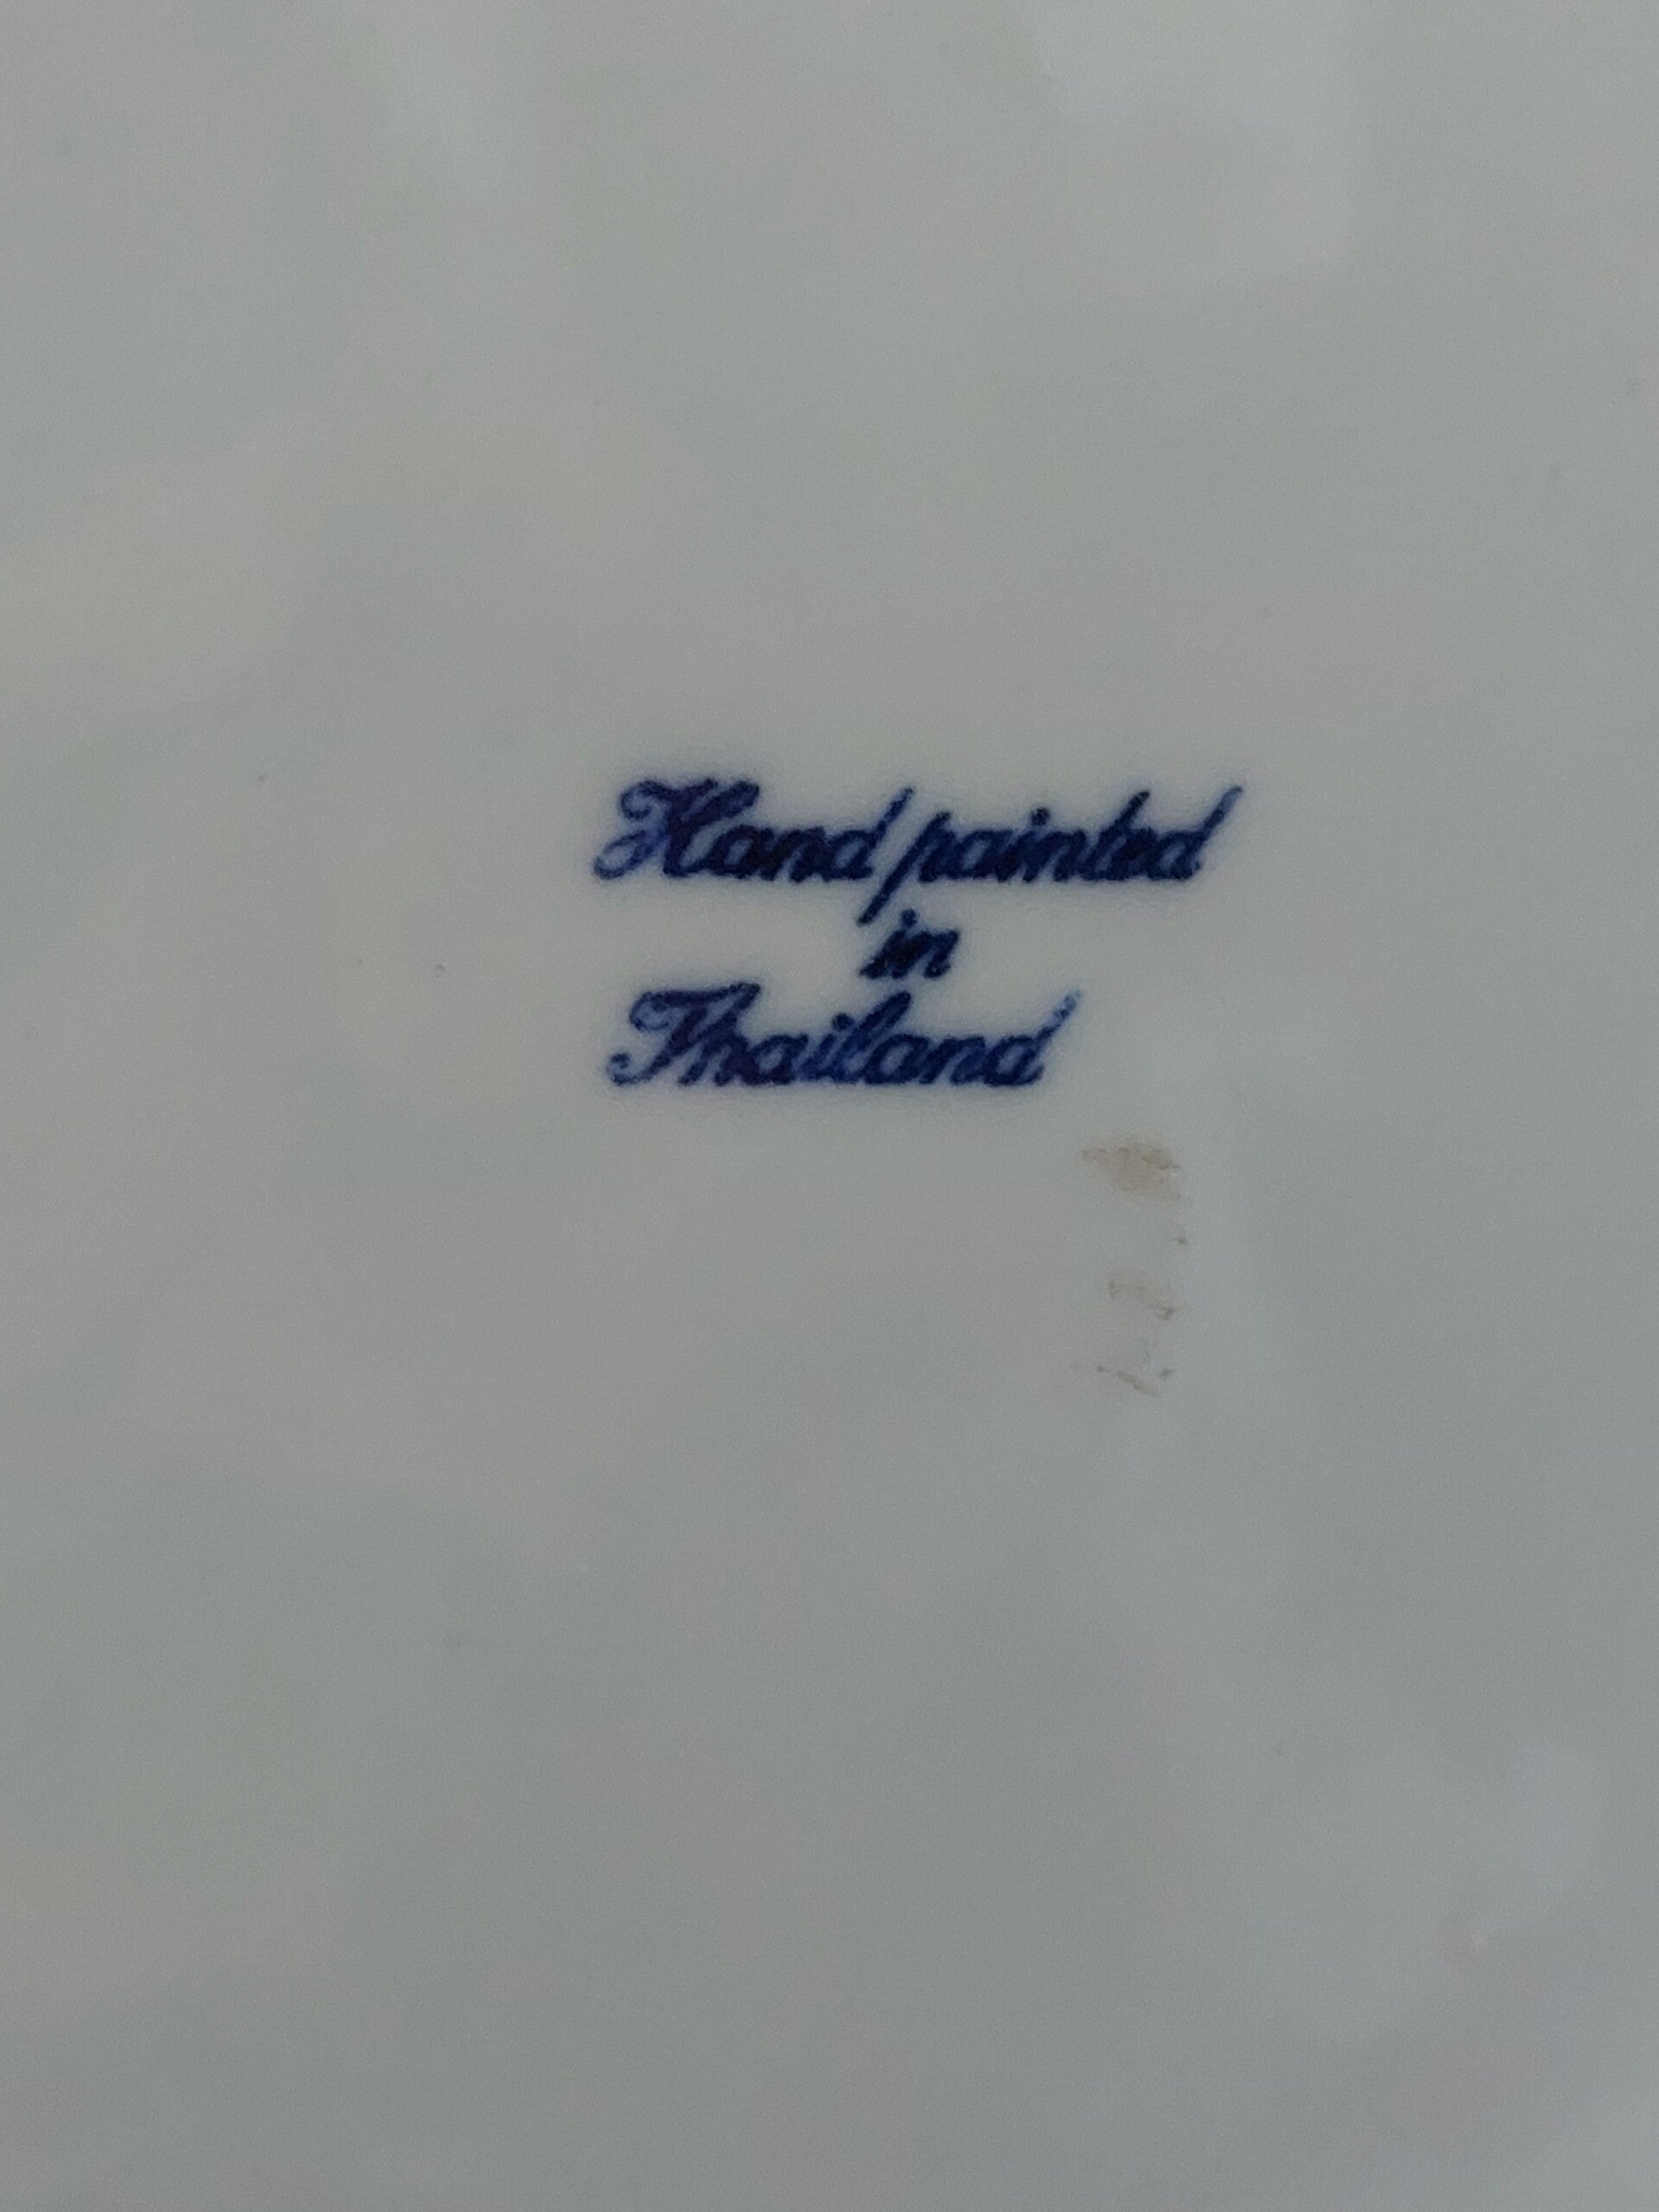 Hand painted
in
Thailand